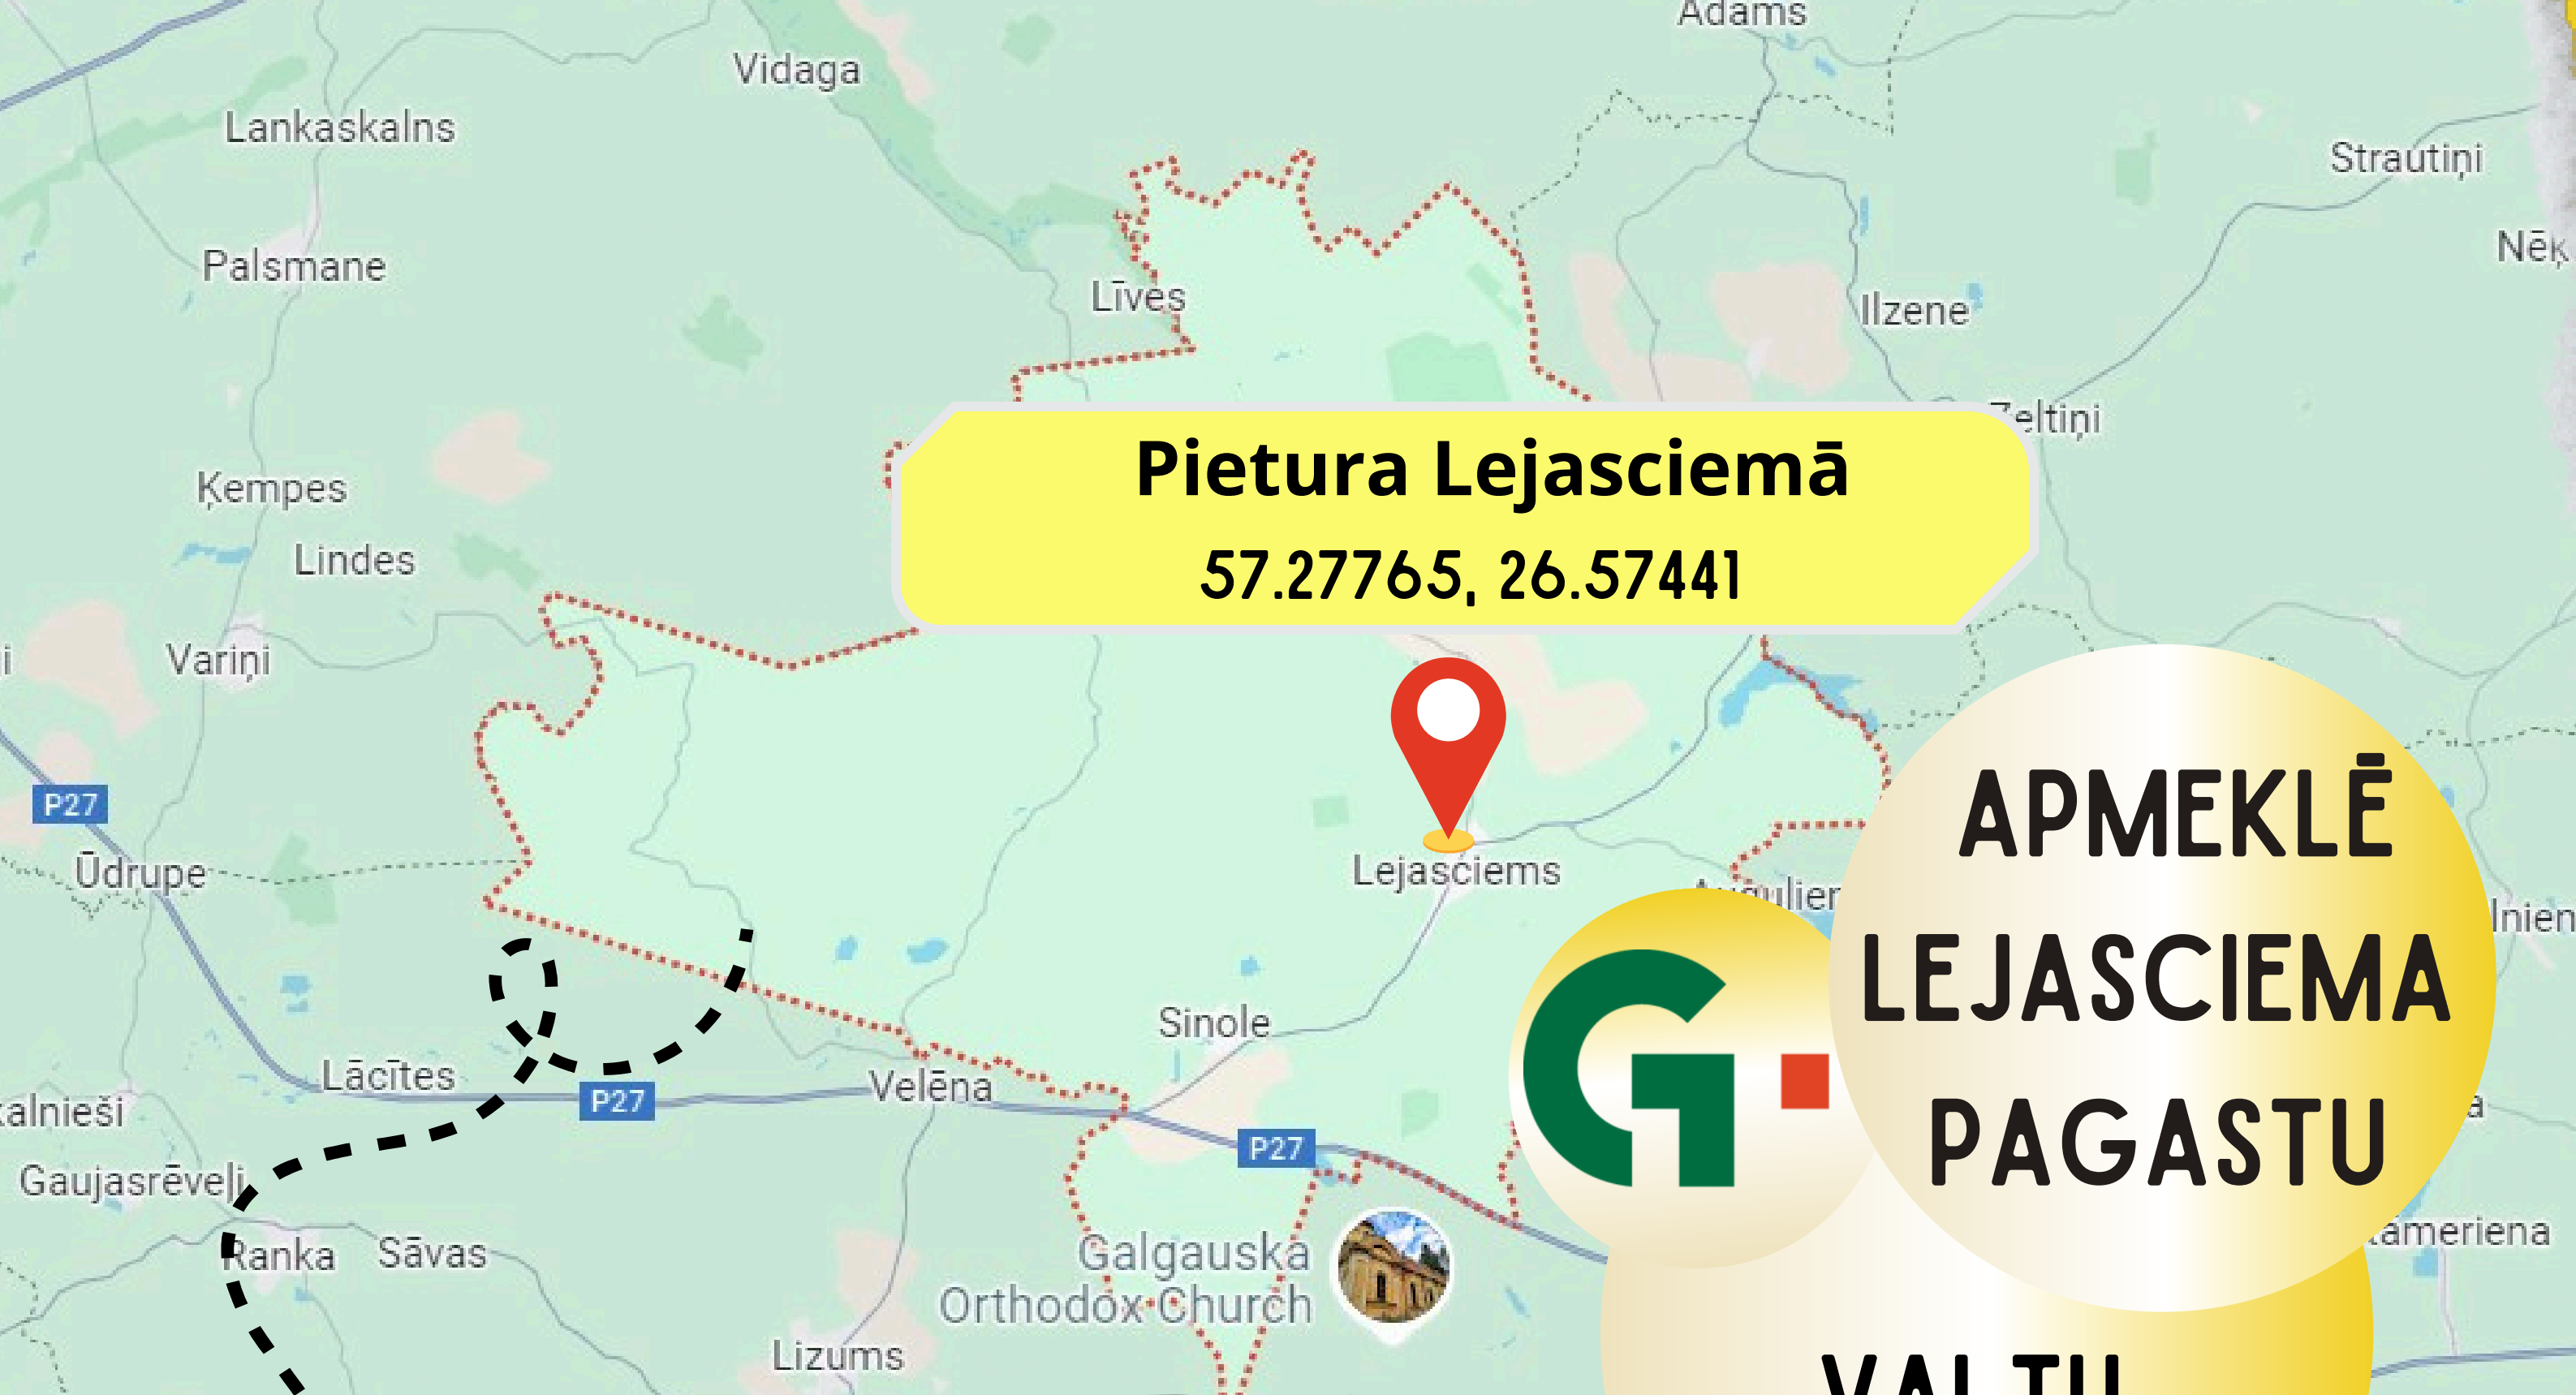 Adams
Vidaga
Lankaskalns
Strautiņi
Palsmane
Līves
Ilzene
Pietura Lejasciemā
57.27765, 26.57441
Ķempes
Lindes
Variņi
P27
APMEKLĒ
LEJASCIEMA
PAGASTU
Ūdrupe
Lejasciems
Sinole
Lācītes
P27
Velēna
P27
Gaujasrēveļi
Ranka
Sāvas
Galgauska
Orthodox Church
Lizums